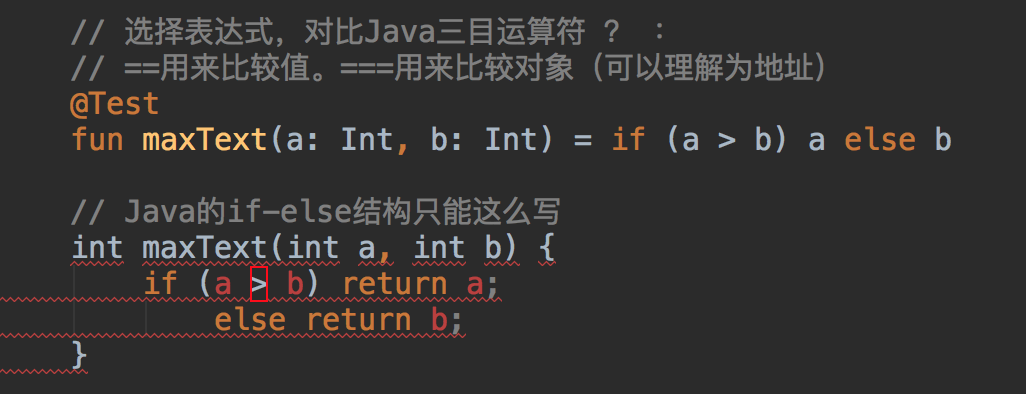 // 选择表达式，对比Java三目运算符 ？ ：
// ==用来比较值。===用来比较对象（可以理解为地址）
@Test
fun maxText(a: Int, b: Int) = if (a > b) a else b
// Java的if-else结构只能这么写
int maxText(int a, int b) {
if (a > b) return a;
else return b;
}